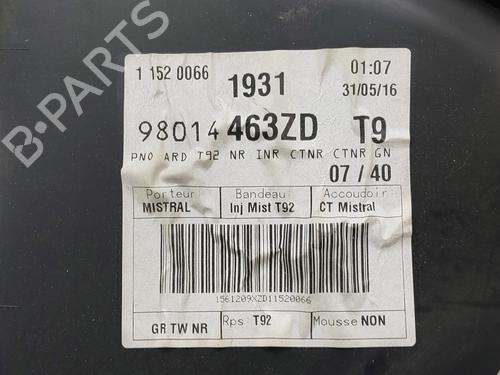 B-PARTS
1 152 0066 1931 01:07
31/05/16
98014 463ZD T9
PNO ARD T92 NR INR CTNR CTNR GN
07 / 40
Porteur Bandeau Accoudoir
MISTRAL Inj Mist T92 CT Mistral
1561209XZD11520066
GR TW NR Rps T92 Mousse NON